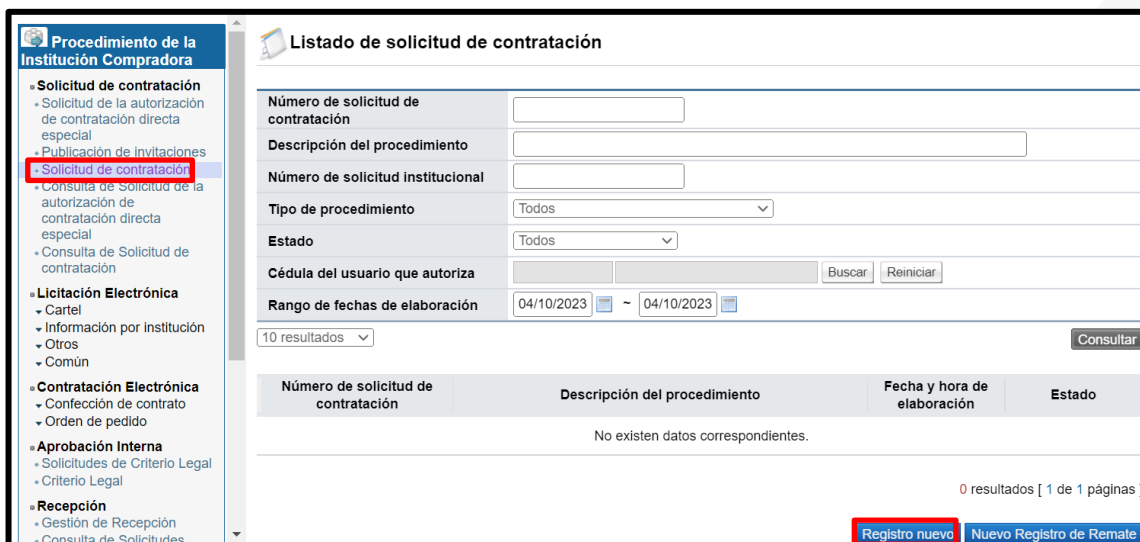 Procedimiento de la
Institución Compradora
Solicitud de contratación
Solicitud de la autorización
de contratación directa
especial
Publicación de invitaciones
Solicitud de contratación
Consulta de Solicitud de la
autorización de
contratación directa
especial
Consulta de Solicitud de
contratación
Licitación Electrónica
Cartel
Información por institución
Otros
Común
Contratación Electrónica
Confección de contrato
Orden de pedido
Aprobación Interna
Solicitudes de Criterio Legal
Criterio Legal
Recepción
Gestión de Recepción
Consulta de Solicitudes
Listado de solicitud de contratación
Número de solicitud de
contratación
Descripción del procedimiento
Número de solicitud institucional
Tipo de procedimiento Todos
Estado Todos
Cédula del usuario que autoriza Buscar Reiniciar
Rango de fechas de elaboración 04/10/2023 ~ 04/10/2023
10 resultados Consultar
Número de solicitud de
contratación
Descripción del procedimiento
Fecha y hora de
elaboración
Estado
No existen datos correspondientes.
0 resultados [ 1 de 1 páginas ]
Registro nuevo Nuevo Registro de Remate